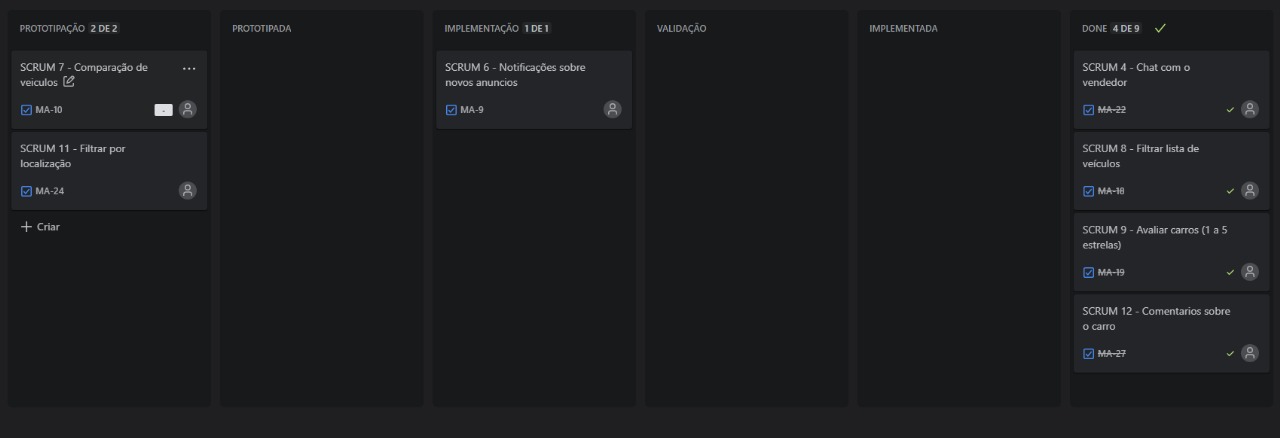 PROTOTIPAÇÃO 2 DE 2
SCRUM 7 - Comparação de
veiculos
MA-10
-
SCRUM 11 - Filtrar por
localização
MA-24
Criar
PROTOTIPADA
IMPLEMENTAÇÃO 1 DE 1
SCRUM 6 - Notificações sobre
novos anuncios
MA-9
VALIDAÇÃO
IMPLEMENTADA
DONE 4 DE 9
SCRUM 4 - Chat com o
vendedor
MA-22
SCRUM 8 - Filtrar lista de
veículos
MA-18
SCRUM 9 - Avaliar carros (1 a 5
estrelas)
MA-19
SCRUM 12 - Comentarios sobre
o carro
MA-27